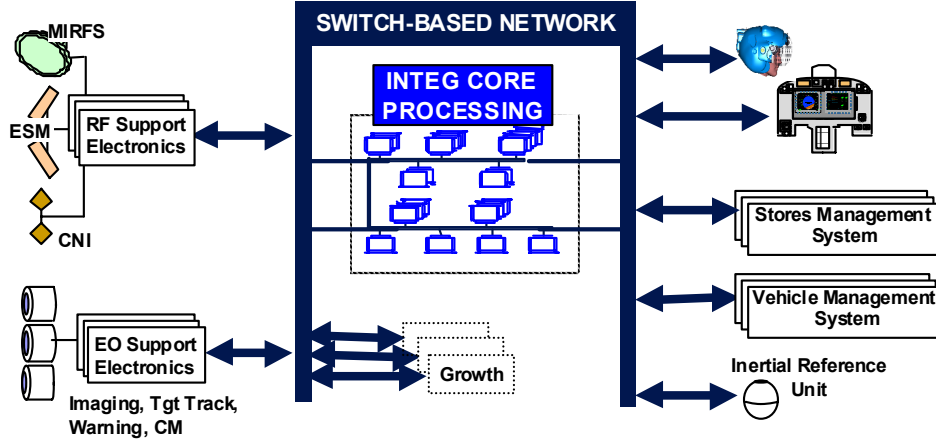 SWITCH-BASED NETWORK
MIRFS
INTEG CORE
PROCESSING
ESM
RF Support
Electronics
CNI
Stores Management
System
Vehicle Management
System
EO Support
Electronics
Growth
Inertial Reference
Unit
Imaging, Tgt Track,
Warning, CM